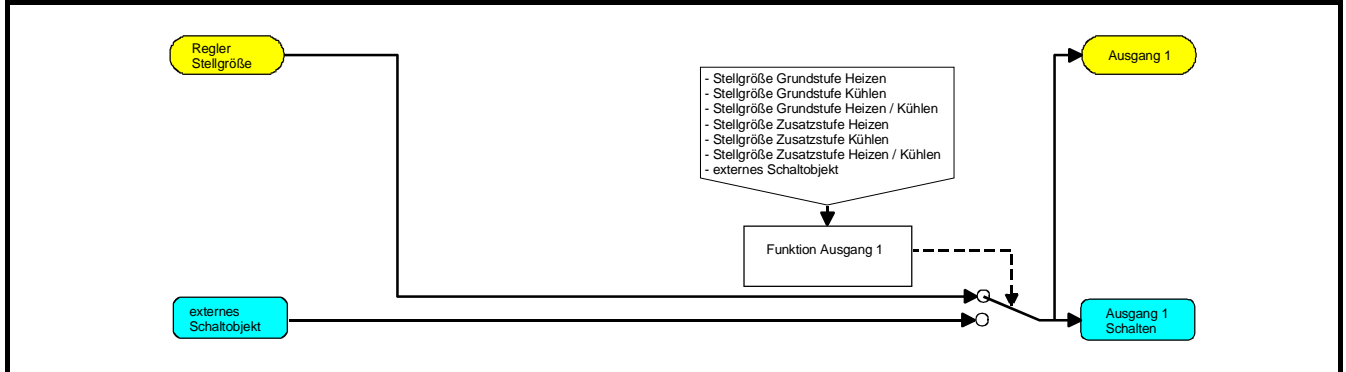 Regler
Stellgröße
Ausgang 1
- Stellgröße Grundstufe Heizen
- Stellgröße Grundstufe Kühlen
- Stellgröße Grundstufe Heizen / Kühlen
- Stellgröße Zusatzstufe Heizen
- Stellgröße Zusatzstufe Kühlen
- Stellgröße Zusatzstufe Heizen / Kühlen
- externes Schaltobjekt
Funktion Ausgang 1
externes
Schaltobjekt
Ausgang 1
Schalten